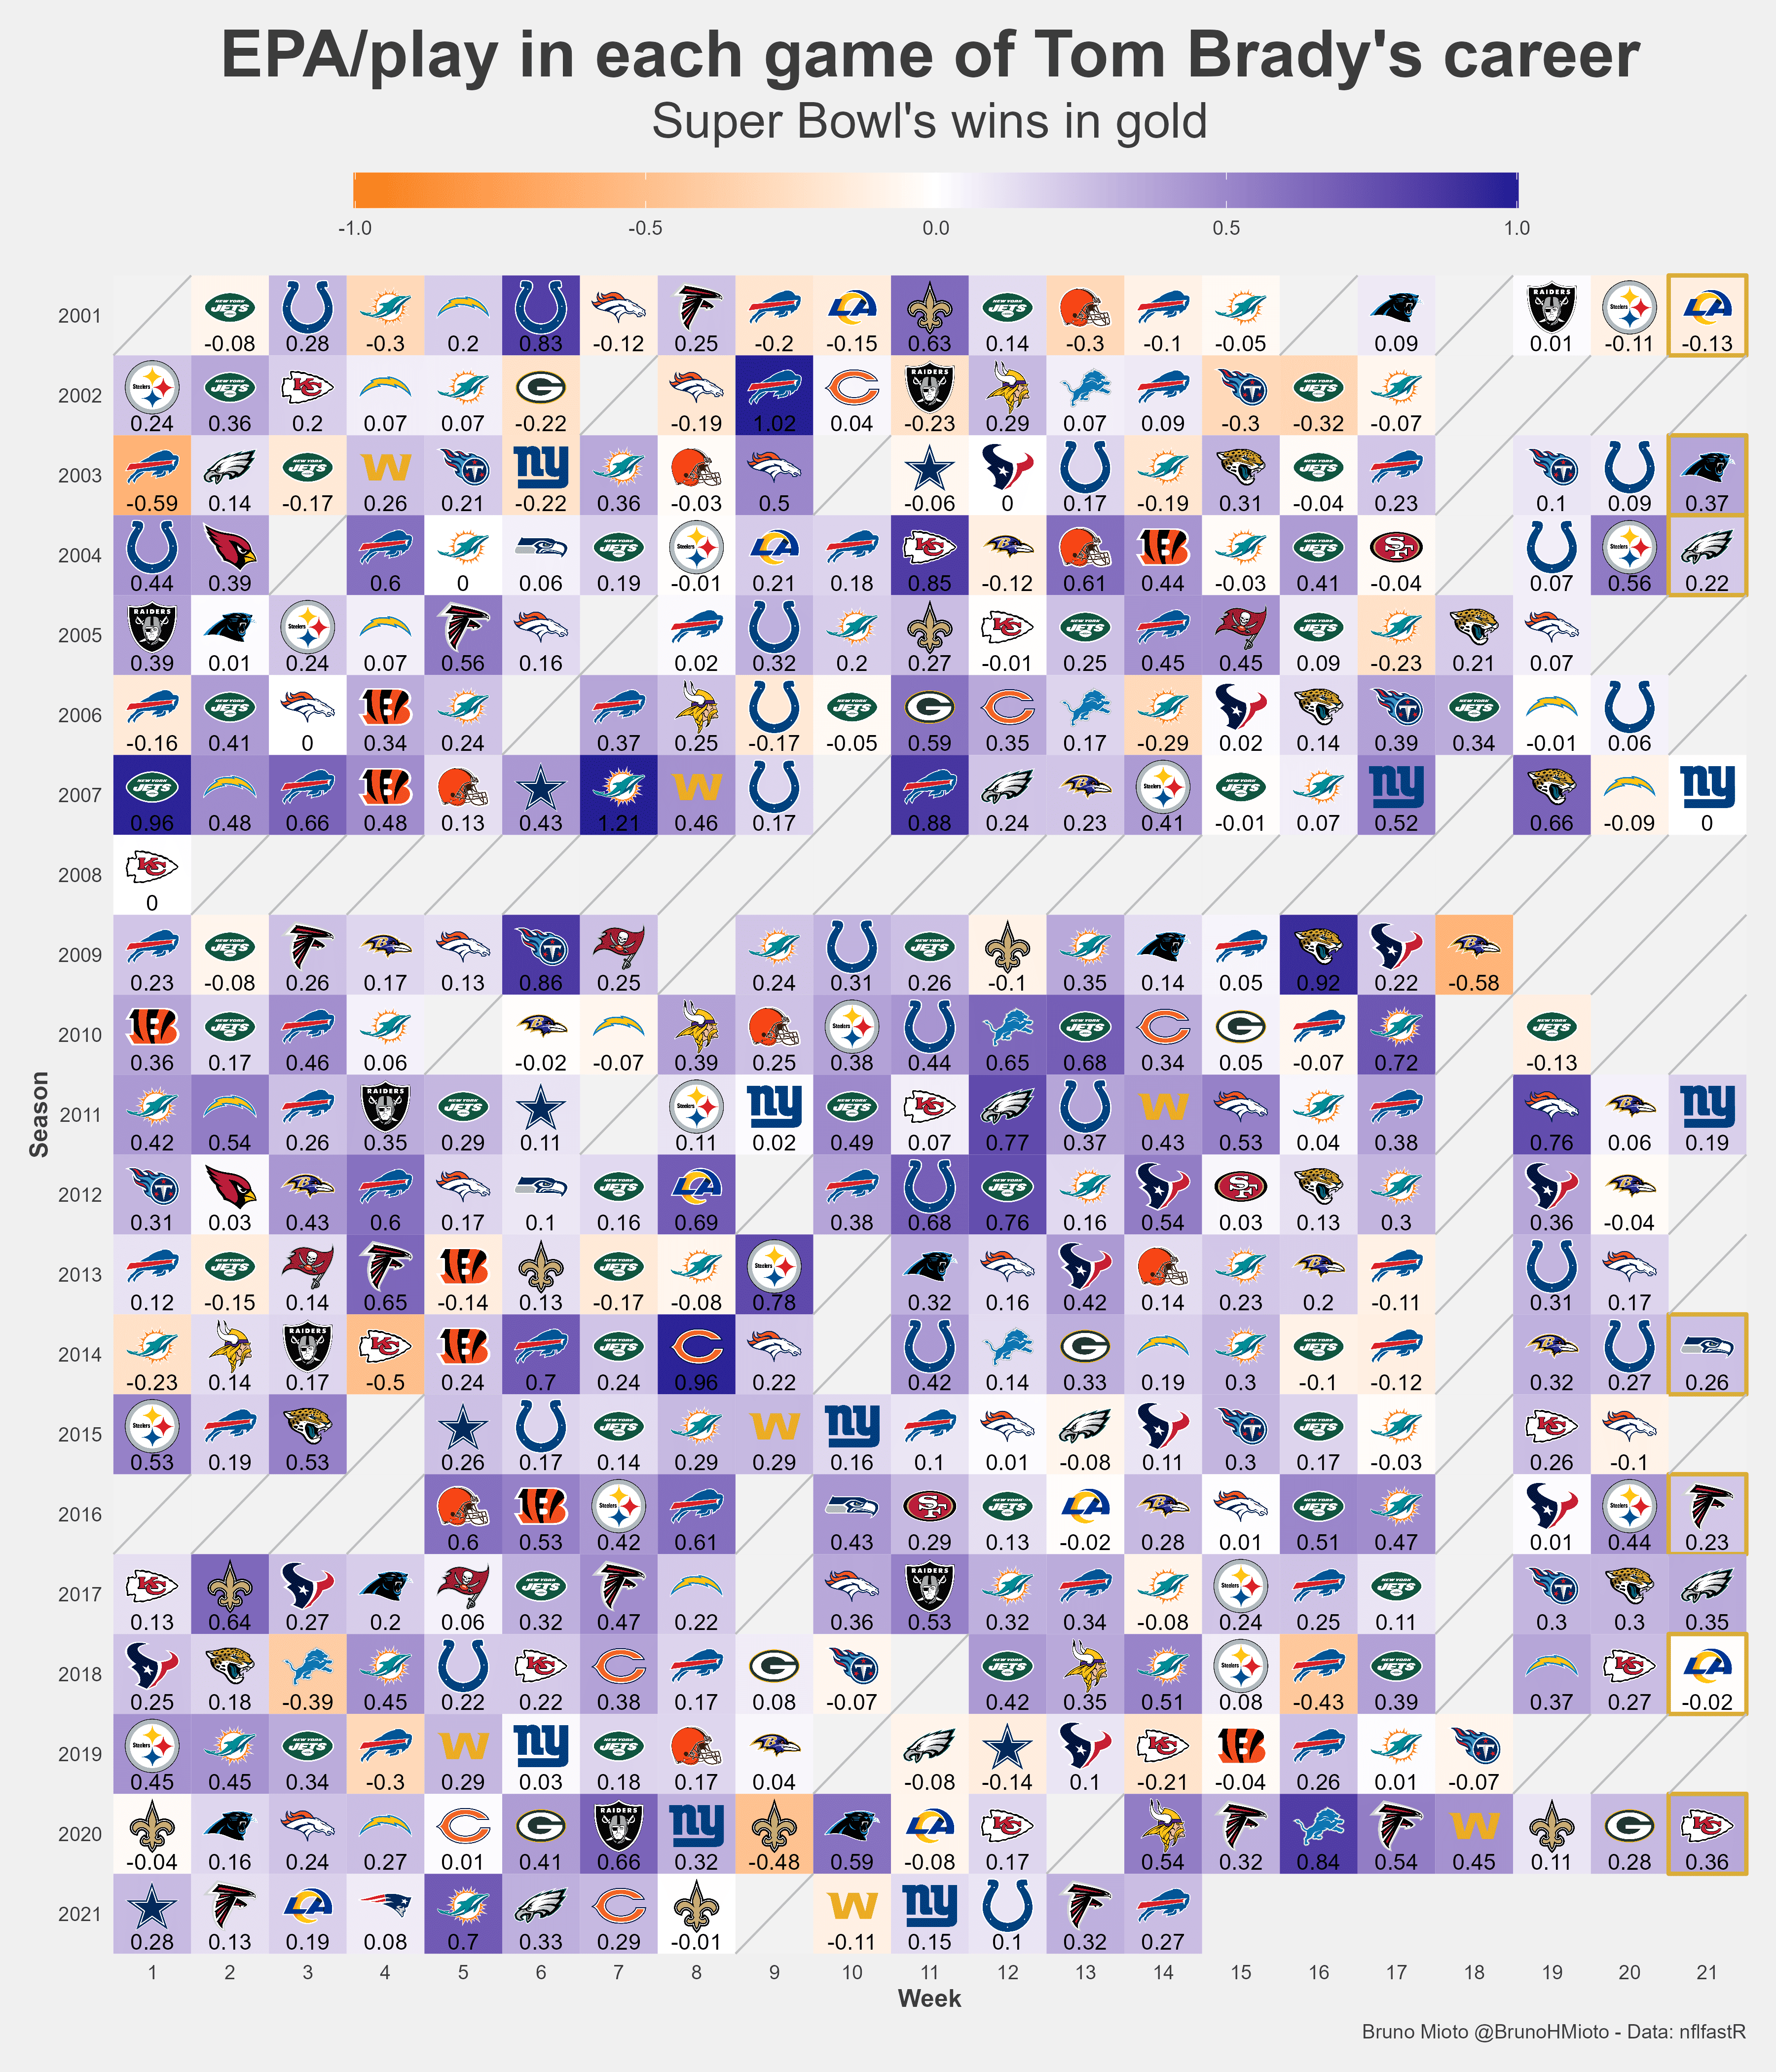 EPA/play in each game of Tom Brady's career
Super Bowl's wins in gold
-1.0 -0.5 0.0 0.5 1.0
Season
2001 -0.08 0.28 -0.3 0.2 0.83 -0.12 0.25 -0.2 -0.15 0.63 0.14 -0.3 -0.1 -0.05 0.09 0.01 -0.11 -0.13
2002 0.24 0.36 0.2 0.07 0.07 -0.22 -0.19 1.02 0.04 -0.23 0.29 0.07 0.09 -0.3 -0.32 -0.07
2003 -0.59 0.14 -0.17 0.26 0.21 -0.22 0.36 -0.03 0.5 -0.06 0 0.17 -0.19 0.31 -0.04 0.23 0.1 0.09 0.37
2004 0.44 0.39 0.6 0 0.06 0.19 -0.01 0.21 0.18 0.85 -0.12 0.61 0.44 -0.03 0.41 -0.04 0.07 0.56 0.22
2005 0.39 0.01 0.24 0.07 0.56 0.16 0.02 0.32 0.2 0.27 -0.01 0.25 0.45 0.45 0.09 -0.23 0.21 0.07
2006 -0.16 0.41 0 0.34 0.24 0.37 0.25 -0.17 -0.05 0.59 0.35 0.17 -0.29 0.02 0.14 0.39 0.34 -0.01 0.06
2007 0.96 0.48 0.66 0.48 0.13 0.43 1.21 0.46 0.17 0.88 0.24 0.23 0.41 -0.01 0.07 0.52 0.66 -0.09 0
2008 0
2009 0.23 -0.08 0.26 0.17 0.13 0.86 0.25 0.24 0.31 0.26 -0.1 0.35 0.14 0.05 0.92 0.22 -0.58
2010 0.36 0.17 0.46 0.06 -0.02 -0.07 0.39 0.25 0.38 0.44 0.65 0.68 0.34 0.05 -0.07 0.72 -0.13
2011 0.42 0.54 0.26 0.35 0.29 0.11 0.11 0.02 0.49 0.07 0.77 0.37 0.43 0.53 0.04 0.38 0.76 0.06 0.19
2012 0.31 0.03 0.43 0.6 0.17 0.1 0.16 0.69 0.38 0.68 0.76 0.16 0.54 0.03 0.13 0.3 0.36 -0.04
2013 0.12 -0.15 0.14 0.65 -0.14 0.13 -0.17 -0.08 0.78 0.32 0.16 0.42 0.14 0.23 0.2 -0.11 0.31 0.17
2014 -0.23 0.14 0.17 -0.5 0.24 0.7 0.24 0.96 0.22 0.42 0.14 0.33 0.19 0.3 -0.1 -0.12 0.32 0.27 0.26
2015 0.53 0.19 0.53 0.26 0.17 0.14 0.29 0.29 0.16 0.1 0.01 -0.08 0.11 0.3 0.17 -0.03 0.26 -0.1
2016 0.6 0.53 0.42 0.61 0.43 0.29 0.13 -0.02 0.28 0.01 0.51 0.47 0.01 0.44 0.23
2017 0.13 0.64 0.27 0.2 0.06 0.32 0.47 0.22 0.36 0.53 0.32 0.34 -0.08 0.24 0.25 0.11 0.3 0.3 0.35
2018 0.25 0.18 -0.39 0.45 0.22 0.22 0.38 0.17 0.08 -0.07 0.42 0.35 0.51 0.08 -0.43 0.39 0.37 0.27 -0.02
2019 0.45 0.45 0.34 -0.3 0.29 0.03 0.18 0.17 0.04 -0.08 -0.14 0.1 -0.21 -0.04 0.26 0.01 -0.07
2020 -0.04 0.16 0.24 0.27 0.01 0.41 0.66 0.32 -0.48 0.59 -0.08 0.17 0.54 0.32 0.84 0.54 0.45 0.11 0.28 0.36
2021 0.28 0.13 0.19 0.08 0.7 0.33 0.29 -0.01 -0.11 0.15 0.1 0.32 0.27
1 2 3 4 5 6 7 8 9 10 11 12 13 14 15 16 17 18 19 20 21
Week
Bruno Mioto @BrunoHMioto - Data: nflfastR